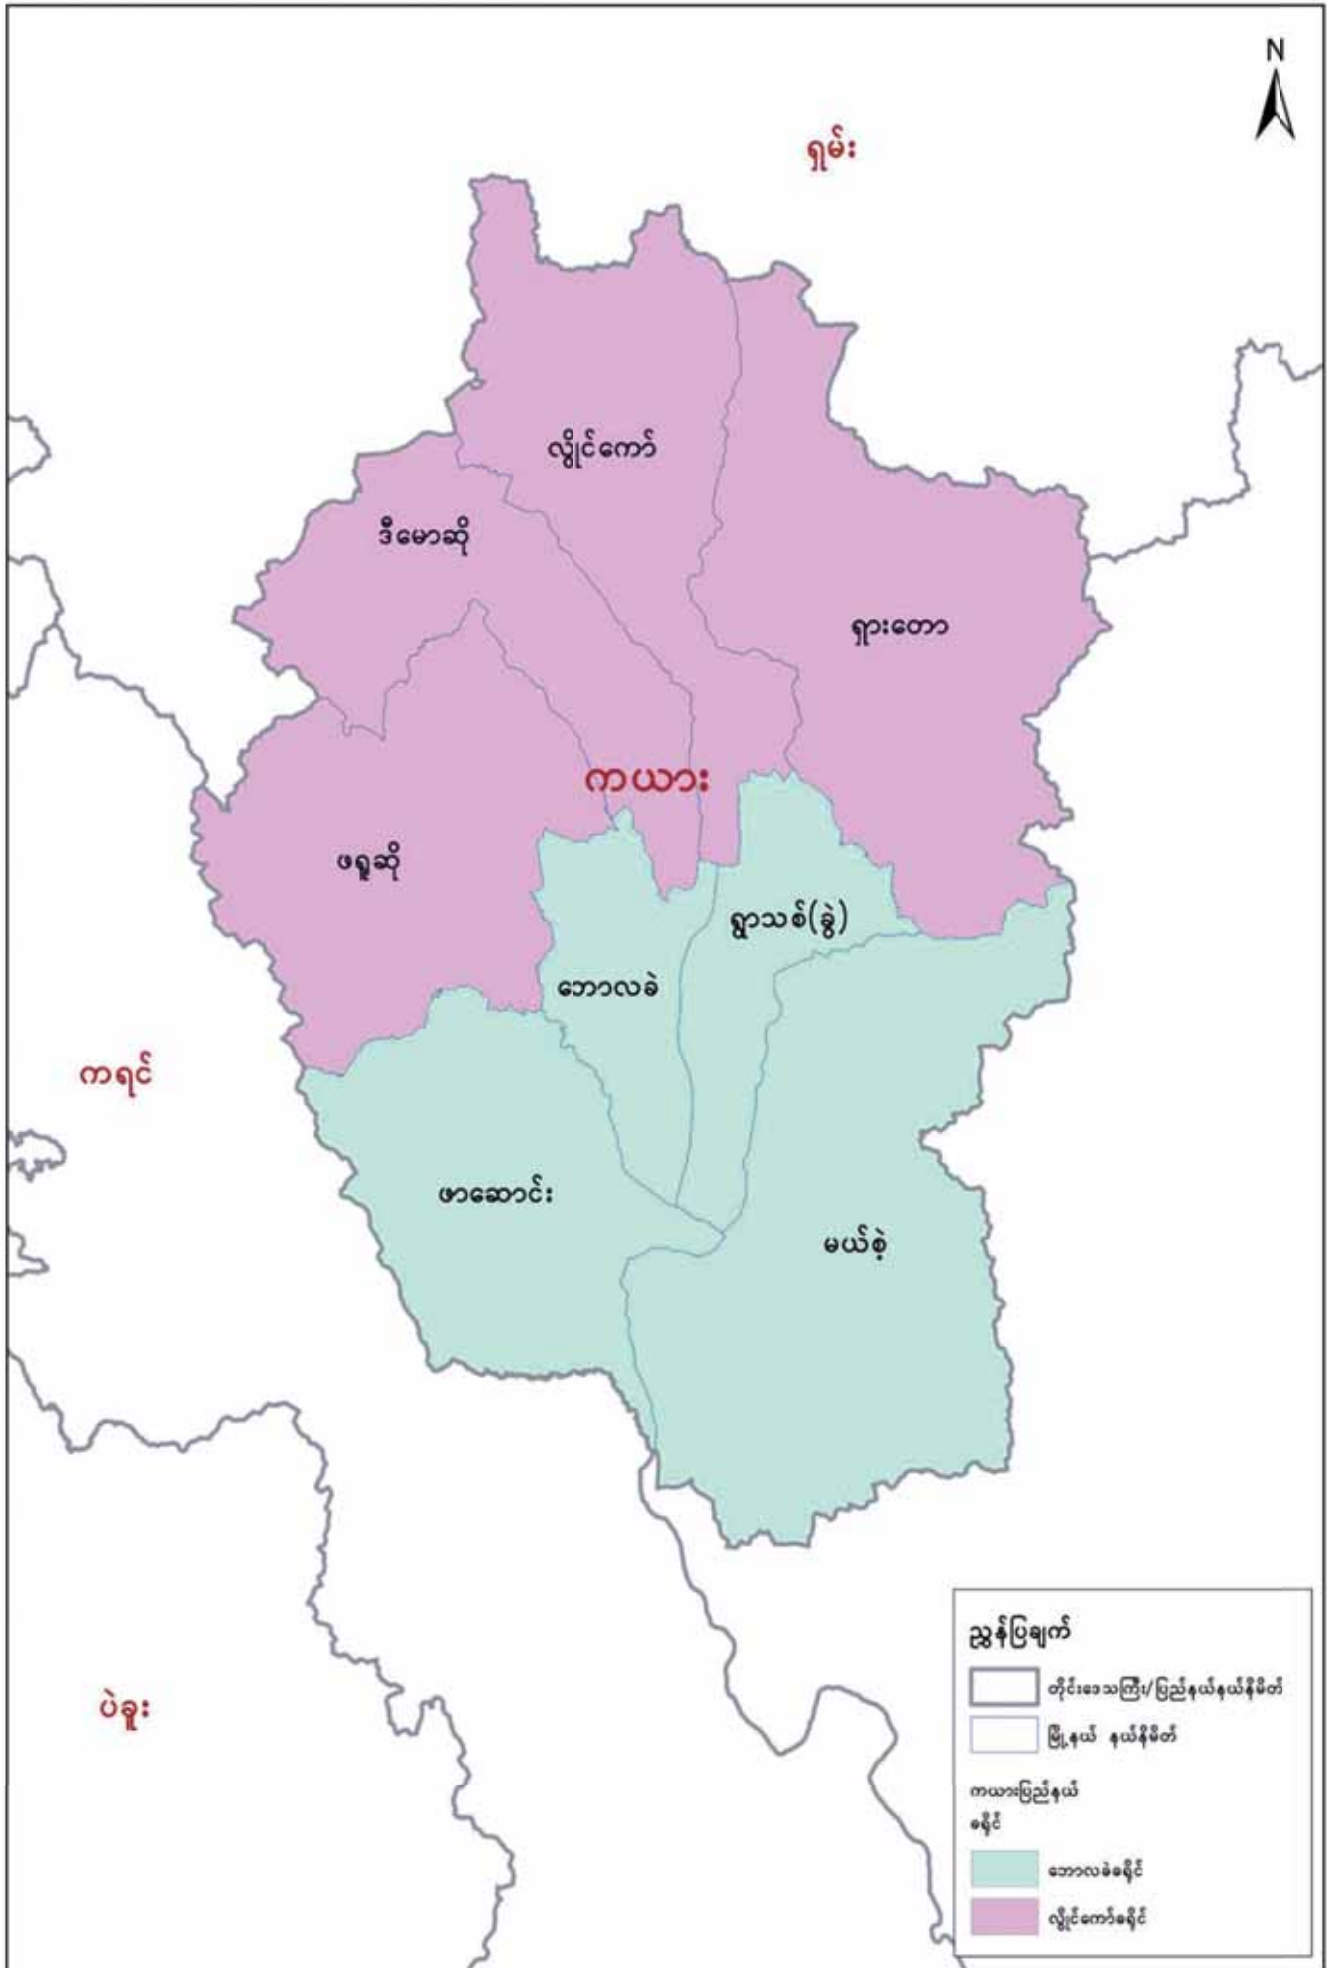 N
ရှမ်း
လွိုင်ကော်
ဒီမောဆို
ရှားတော
ကယား
ဖရူဆို
ရွာသစ်(ခွဲ)
ဘောလခဲ
ကရင်
ဖာဆောင်း
မယ်စဲ့
ပဲခူး
ညွှန်ပြချက်
တိုင်းဒေသကြီး/ပြည်နယ်နယ်နိမိတ်
မြို့နယ် နယ်နိမိတ်
ကယားပြည်နယ်
ခရိုင်
ဘောလခဲခရိုင်
လွိုင်ကော်ခရိုင်